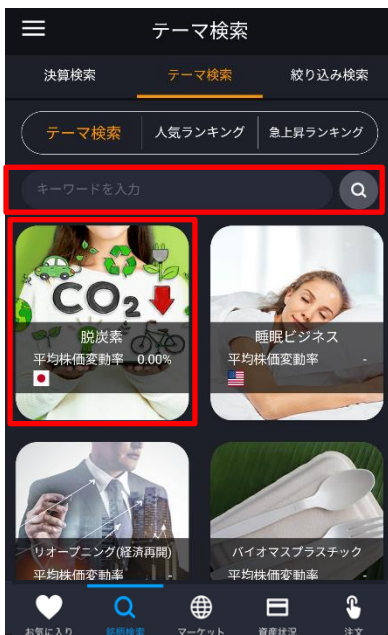 テーマ検索
決算検索 テーマ検索 絞り込み検索
テーマ検索 人気ランキング 急上昇ランキング
キーワードを入力
CO2
脱炭素
平均株価変動率 0.00%
睡眠ビジネス
平均株価変動率 -
リオープニング(経済再開)
平均株価変動率 -
バイオマスプラスチック
平均株価変動率 -
お気に入り 銘柄検索 マーケット 資産状況 注文